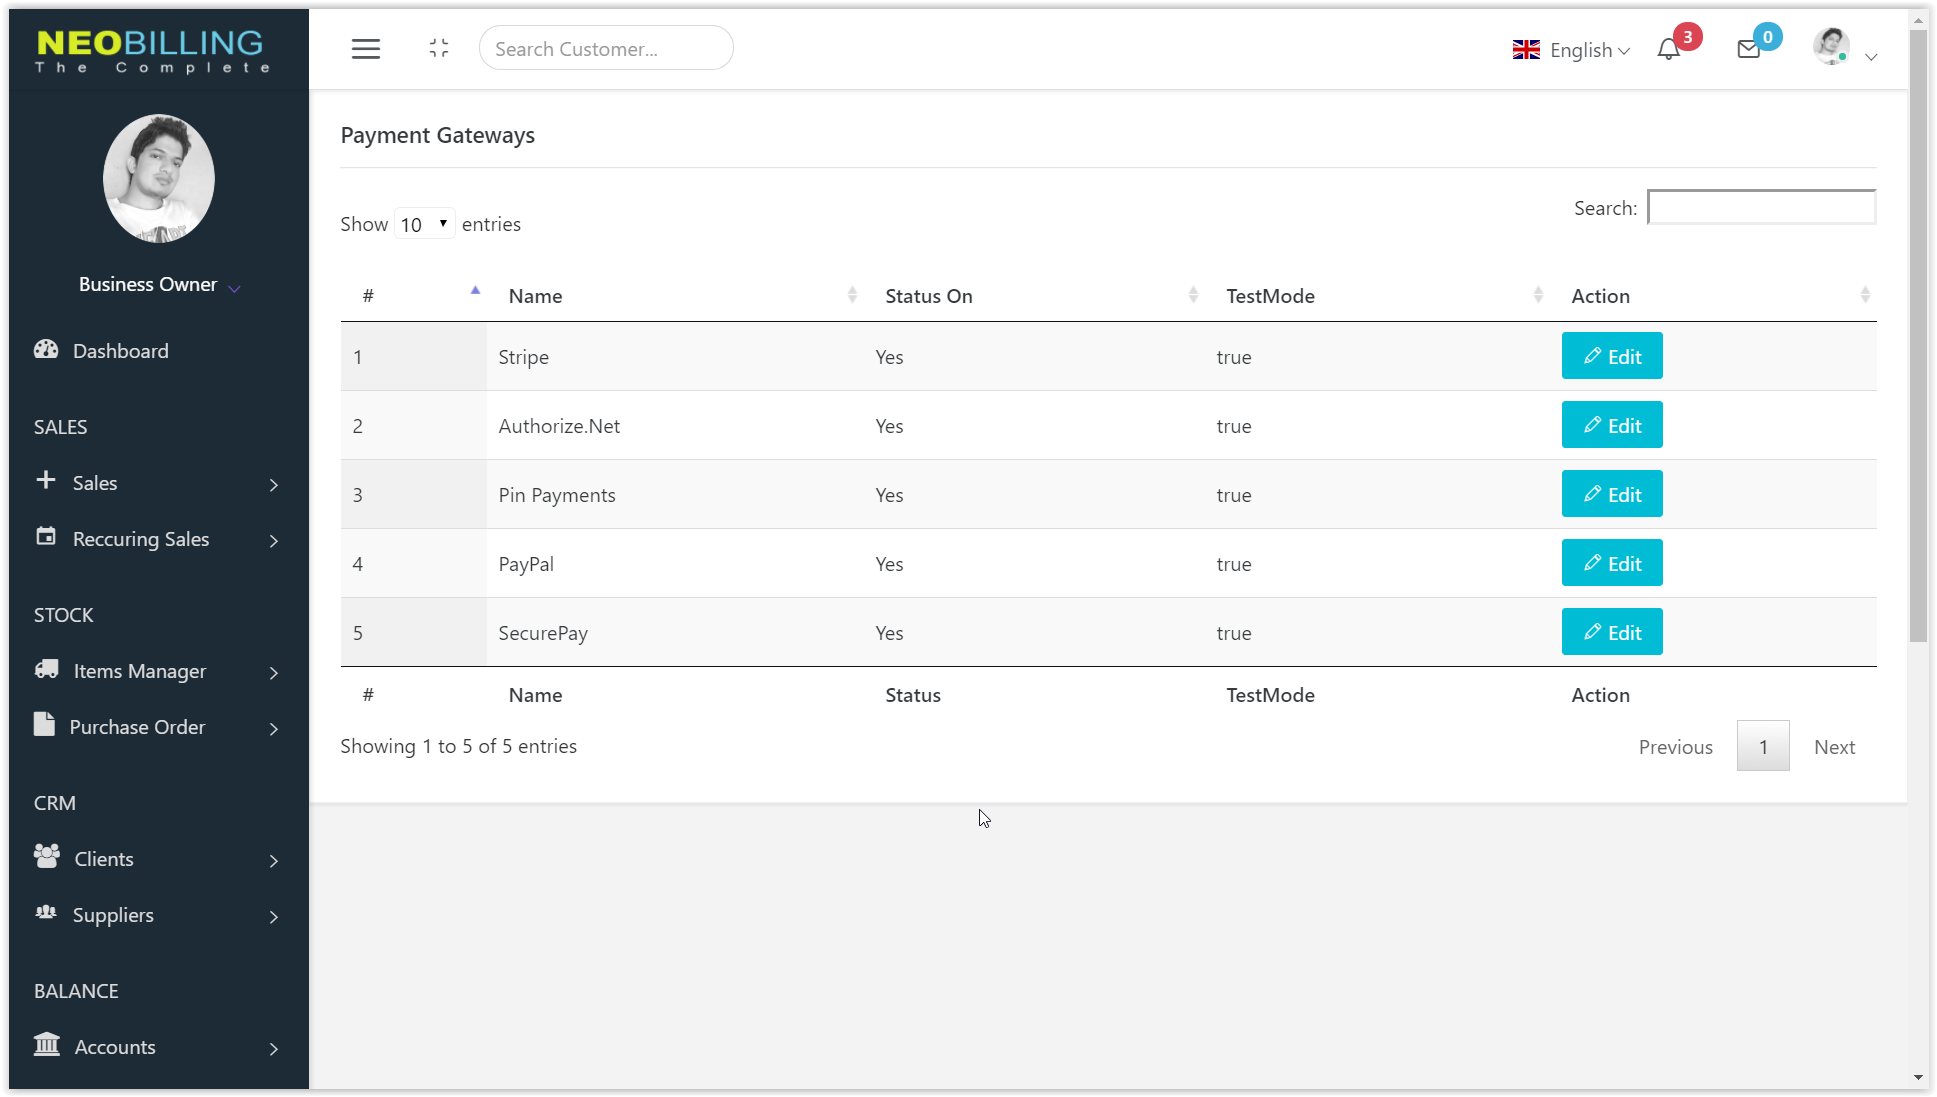 NEOBILLING
The Complete
Search Customer...
English
3
0
Business Owner
Dashboard
SALES
Sales
Reccuring Sales
STOCK
Items Manager
Purchase Order
CRM
Clients
Suppliers
BALANCE
Accounts
Payment Gateways
Show 10 entries
Search:
# Name Status On TestMode Action
1 Stripe Yes true Edit
2 Authorize.Net Yes true Edit
3 Pin Payments Yes true Edit
4 PayPal Yes true Edit
5 SecurePay Yes true Edit
# Name Status TestMode Action
Showing 1 to 5 of 5 entries
Previous 1 Next